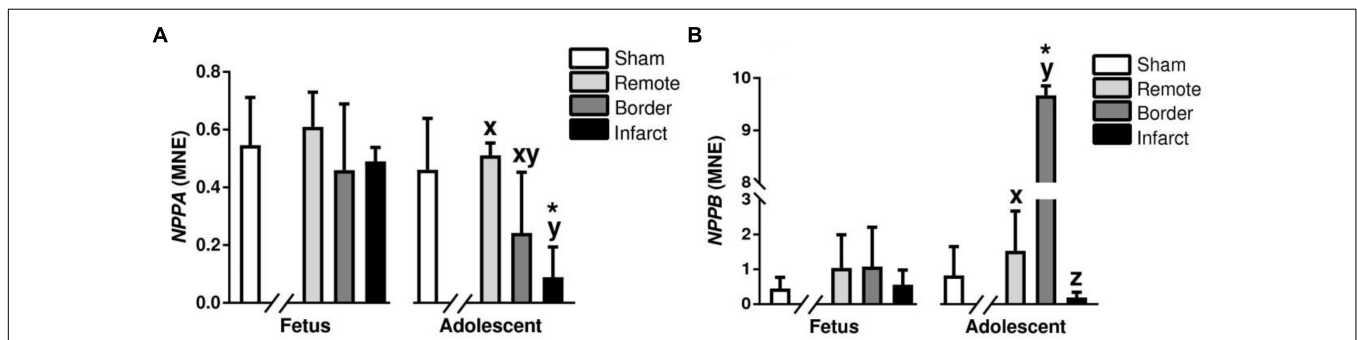 A
Sham
Remote
Border
Infarct
NPPA (MNE)
0.8
0.6
0.4
0.2
0.0
x
xy
*
y
Fetus
Adolescent
B
Sham
Remote
Border
Infarct
NPPB (MNE)
10
9
8
3
2
1
0
x
*
y
z
Fetus
Adolescent